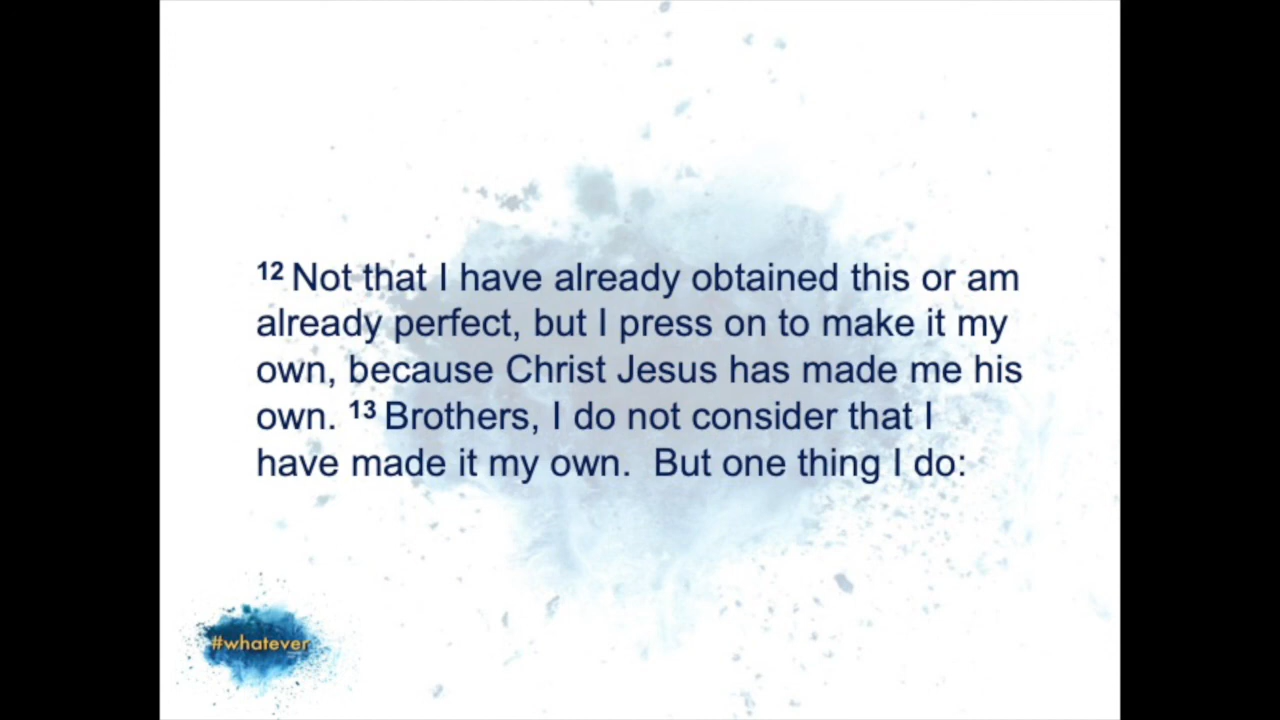 12 Not that I have already obtained this or am
already perfect, but I press on to make it my
own, because Christ Jesus has made me his
own. 13 Brothers, I do not consider that I
have made it my own.  But one thing I do:
#whatever